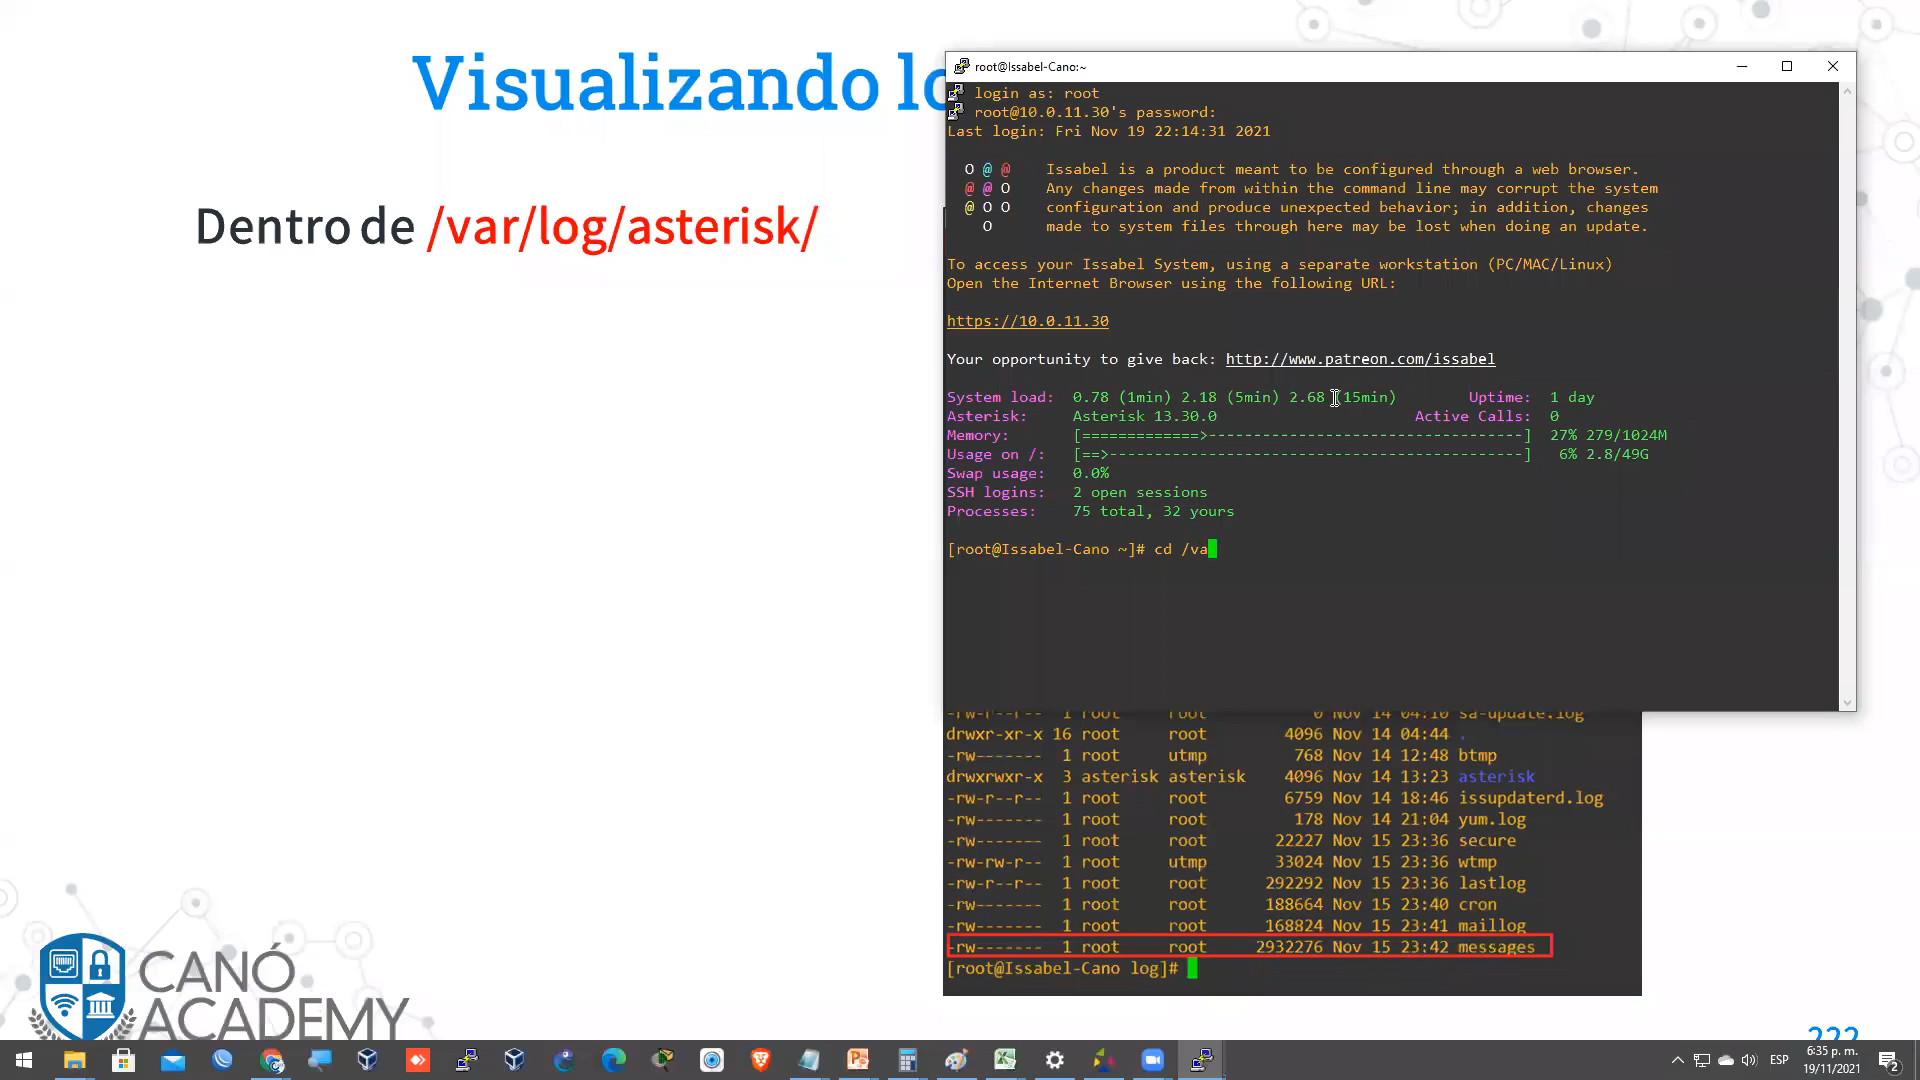 Visualizando lo
Dentro de /var/log/asterisk/
root@Issabel-Cano:~
login as: root
root@10.0.11.30's password:
Last login: Fri Nov 19 22:14:31 2021
O @ @ Issabel is a product meant to be configured through a web browser.
@ @ O Any changes made from within the command line may corrupt the system
@ O O configuration and produce unexpected behavior; in addition, changes
O made to system files through here may be lost when doing an update.
To access your Issabel System, using a separate workstation (PC/MAC/Linux)
Open the Internet Browser using the following URL:
https://10.0.11.30
Your opportunity to give back: http://www.patreon.com/issabel
System load: 0.78 (1min) 2.18 (5min) 2.68 (15min) Uptime: 1 day
Asterisk: Asterisk 13.30.0 Active Calls: 0
Memory: [=============>-----------------------------------] 27% 279/1024M
Usage on /: [==>----------------------------------------------] 6% 2.8/49G
Swap usage: 0.0%
SSH logins: 2 open sessions
Processes: 75 total, 32 yours
[root@Issabel-Cano ~]# cd /va
-rw-r--r-- 1 root root 0 Nov 14 04:10 sa-update.log
drwxr-xr-x 16 root root 4096 Nov 14 04:44 .
-rw------- 1 root utmp 768 Nov 14 12:48 btmp
drwxrwxr-x 3 asterisk asterisk 4096 Nov 14 13:23 asterisk
-rw-r--r-- 1 root root 6759 Nov 14 18:46 issupdaterd.log
-rw------- 1 root root 178 Nov 14 21:04 yum.log
-rw------- 1 root root 22227 Nov 15 23:36 secure
-rw-rw-r-- 1 root utmp 33024 Nov 15 23:36 wtmp
-rw-r--r-- 1 root root 292292 Nov 15 23:36 lastlog
-rw------- 1 root root 188664 Nov 15 23:40 cron
-rw------- 1 root root 168824 Nov 15 23:41 maillog
-rw------- 1 root root 2932276 Nov 15 23:42 messages
[root@Issabel-Cano log]#
CANÓ
ACADEMY
222
ESP
6:35 p. m.
19/11/2021
2